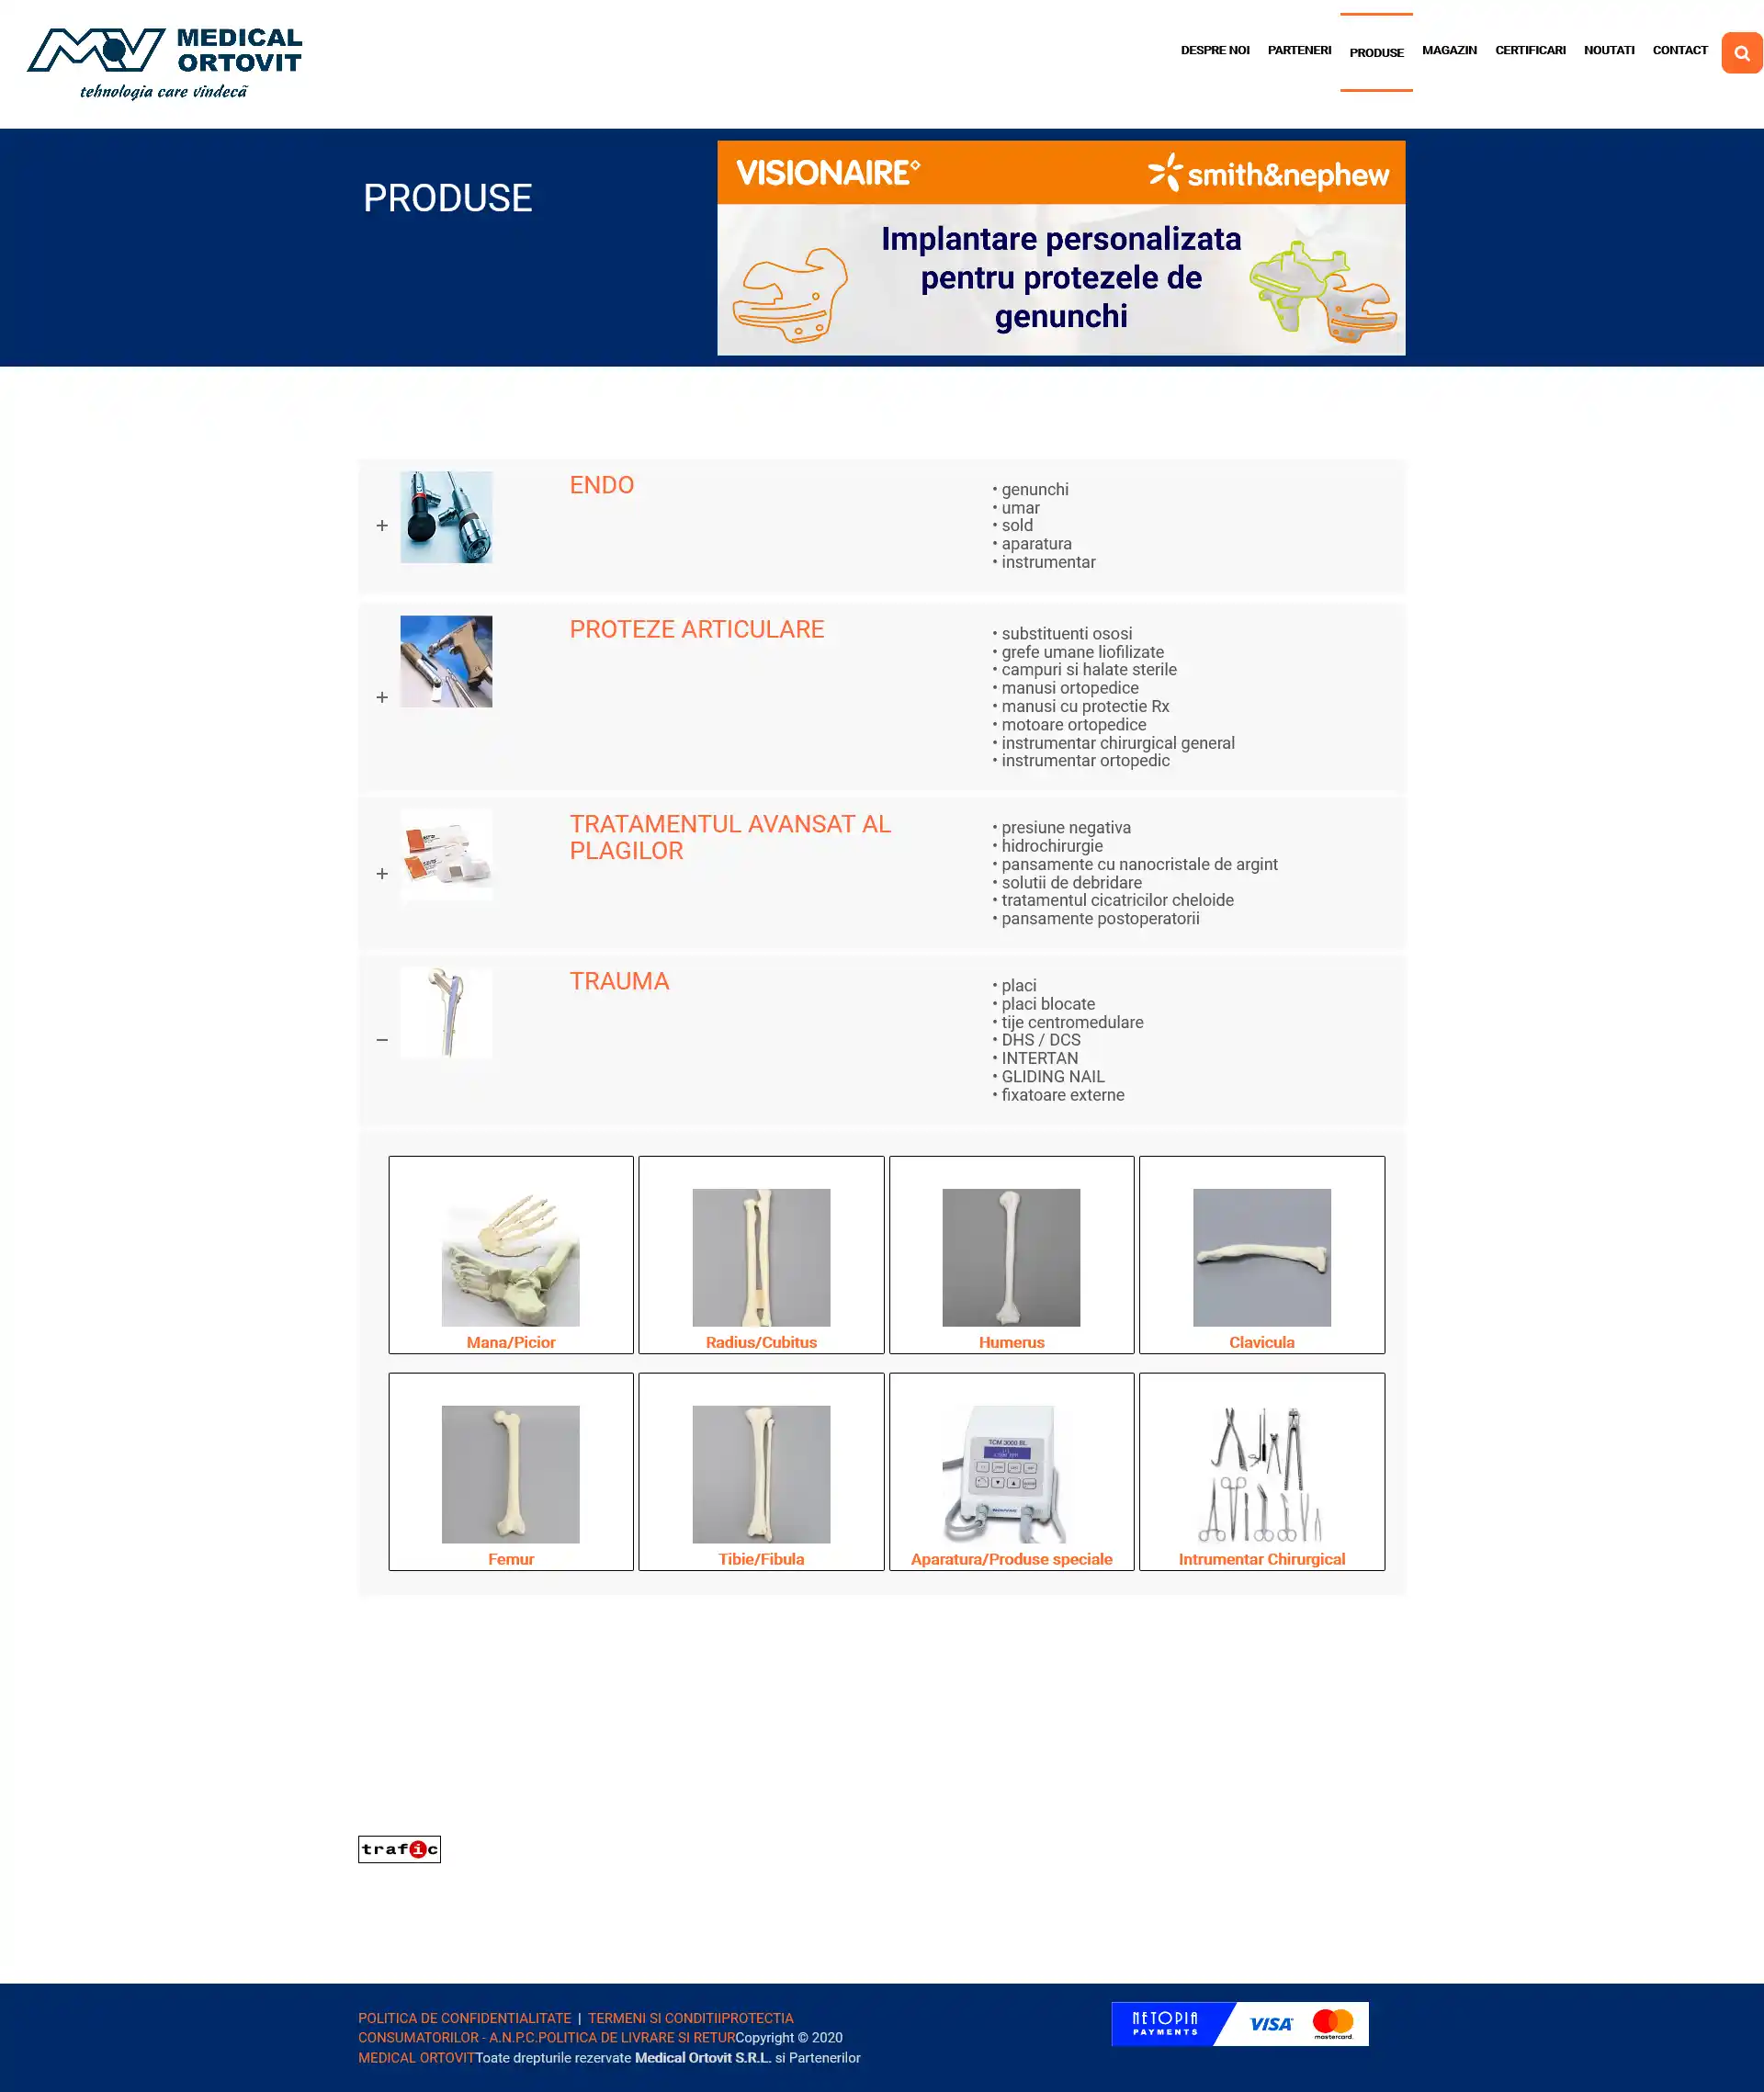 MEDICAL
ORTOVIT
tehnologia care vindecă
DESPRE NOI PARTENERI PRODUSE MAGAZIN CERTIFICARI NOUTATI CONTACT
PRODUSE
VISIONAIRE smith&nephew
Implantare personalizata
pentru protezele de
genunchi
ENDO
• genunchi
• umar
• sold
• aparatura
• instrumentar
PROTEZE ARTICULARE
• substituenti ososi
• grefe umane liofilizate
• campuri si halate sterile
• manusi ortopedice
• manusi cu protectie Rx
• motoare ortopedice
• instrumentar chirurgical general
• instrumentar ortopedic
TRATAMENTUL AVANSAT AL
PLAGILOR
• presiune negativa
• hidrochirurgie
• pansamente cu nanocristale de argint
• solutii de debridare
• tratamentul cicatricilor cheloide
• pansamente postoperatorii
TRAUMA
• placi
• placi blocate
• tije centromedulare
• DHS / DCS
• INTERTAN
• GLIDING NAIL
• fixatoare externe
Mana/Picior
Radius/Cubitus
Humerus
Clavicula
TCM 3000 BL
Femur
Tibie/Fibula
Aparatura/Produse speciale
Intrumentar Chirurgical
trafic
POLITICA DE CONFIDENTIALITATE | TERMENI SI CONDITIIPROTECTIA
CONSUMATORILOR - A.N.P.C.POLITICA DE LIVRARE SI RETURCopyright © 2020
MEDICAL ORTOVITToate drepturile rezervate Medical Ortovit S.R.L. si Partenerilor
NETOPIA
PAYMENTS
VISA
mastercard.